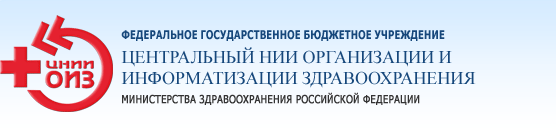 ЦНИИ
ОИЗ
ФЕДЕРАЛЬНОЕ ГОСУДАРСТВЕННОЕ БЮДЖЕТНОЕ УЧРЕЖДЕНИЕ
ЦЕНТРАЛЬНЫЙ НИИ ОРГАНИЗАЦИИ И
ИНФОРМАТИЗАЦИИ ЗДРАВООХРАНЕНИЯ
МИНИСТЕРСТВА ЗДРАВООХРАНЕНИЯ РОССИЙСКОЙ ФЕДЕРАЦИИ